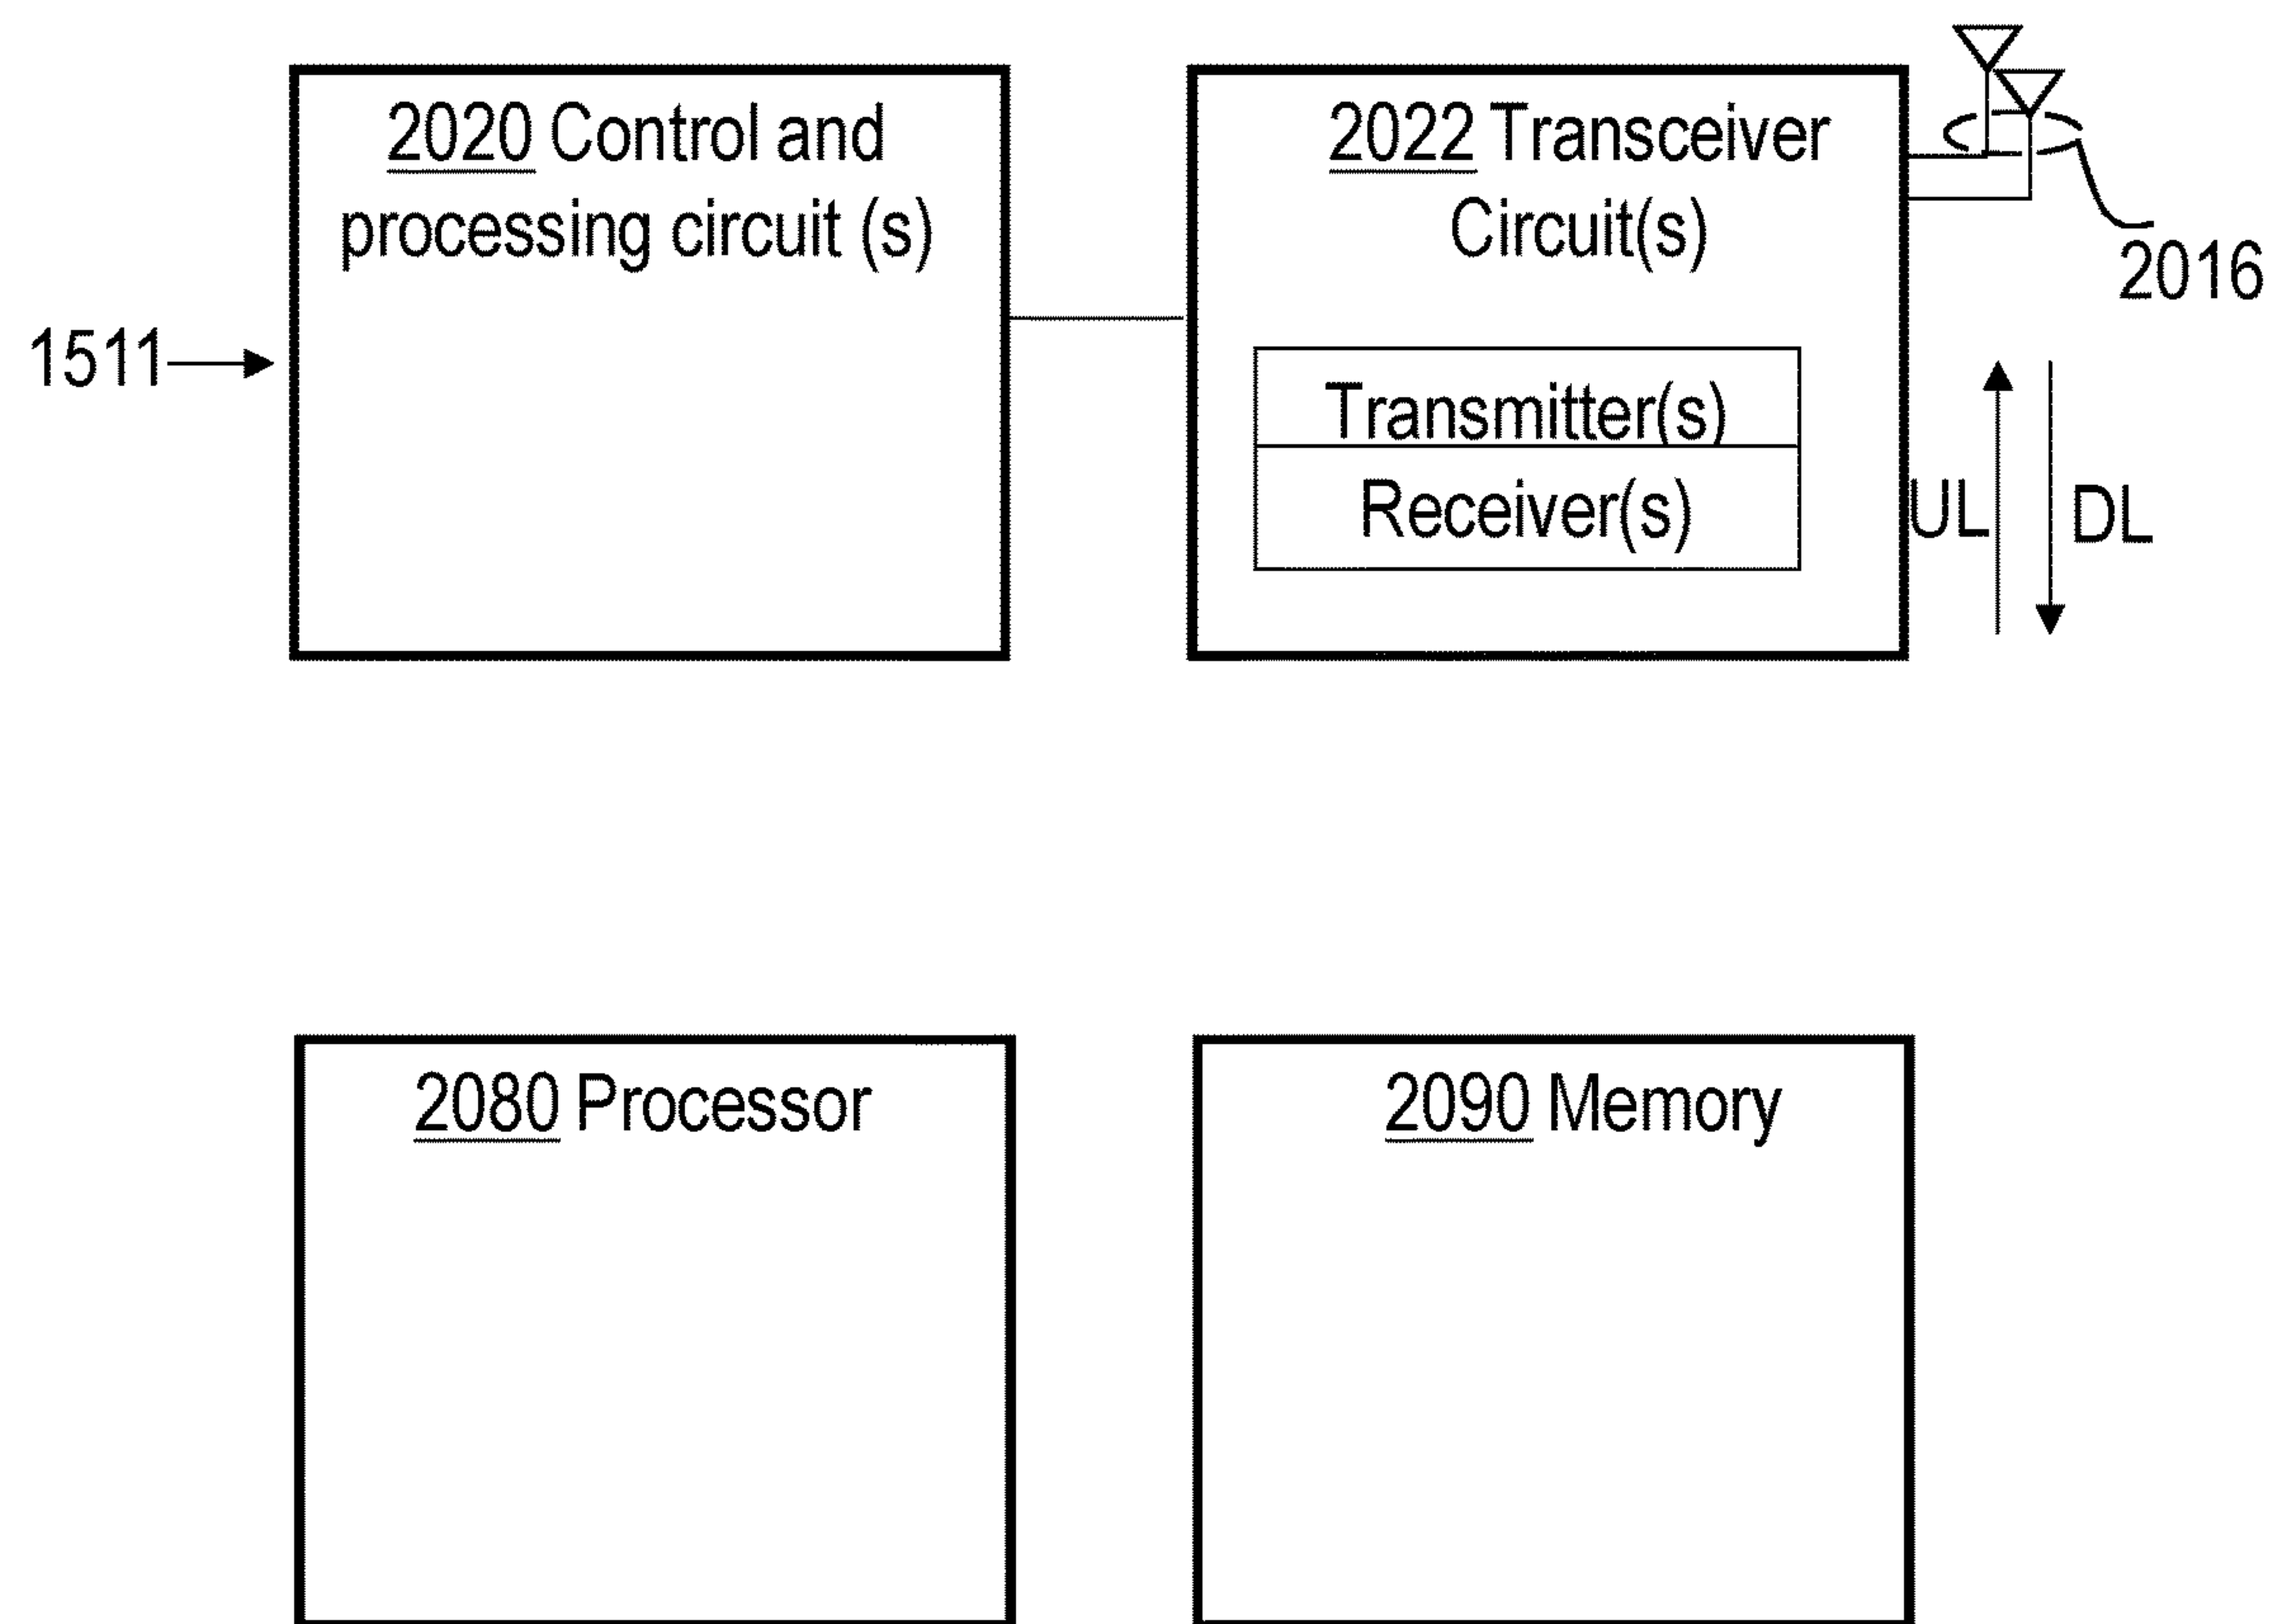 2020 Control and
processing circuit (s)
2022 Transceiver
Circuit(s)
2016
1511
Transmitter(s)
Receiver(s)
UL
DL
2080 Processor
2090 Memory